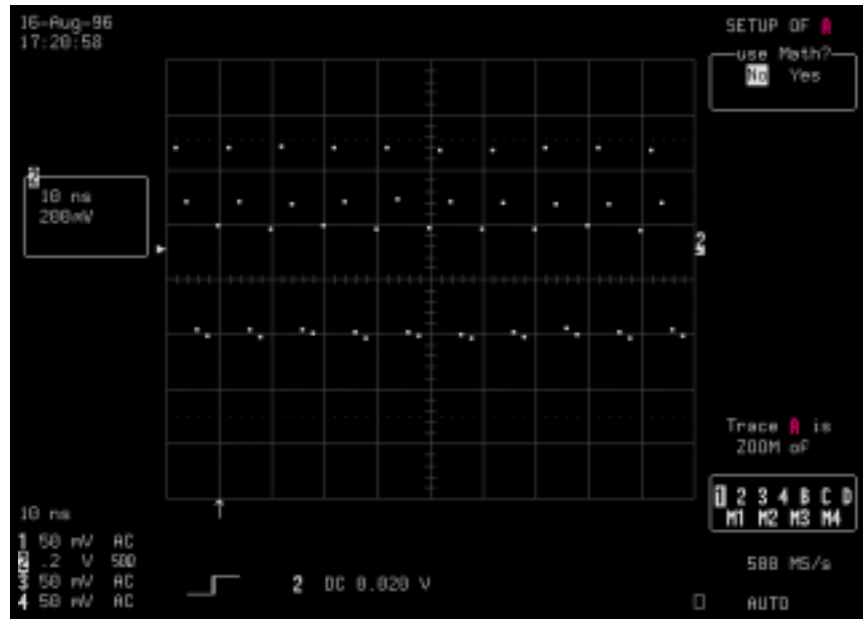 16-Aug-96
17:20:58
SETUP OF A
use Math?
No Yes
2
10 ns
200mV
2
Trace A is
ZOOM of
1 2 3 4 B C D
M1 M2 M3 M4
10 ns
1 50 mV AC
2 .2 V 50Ω
3 50 mV AC
4 50 mV AC
2 DC 0.020 V
500 MS/s
AUTO